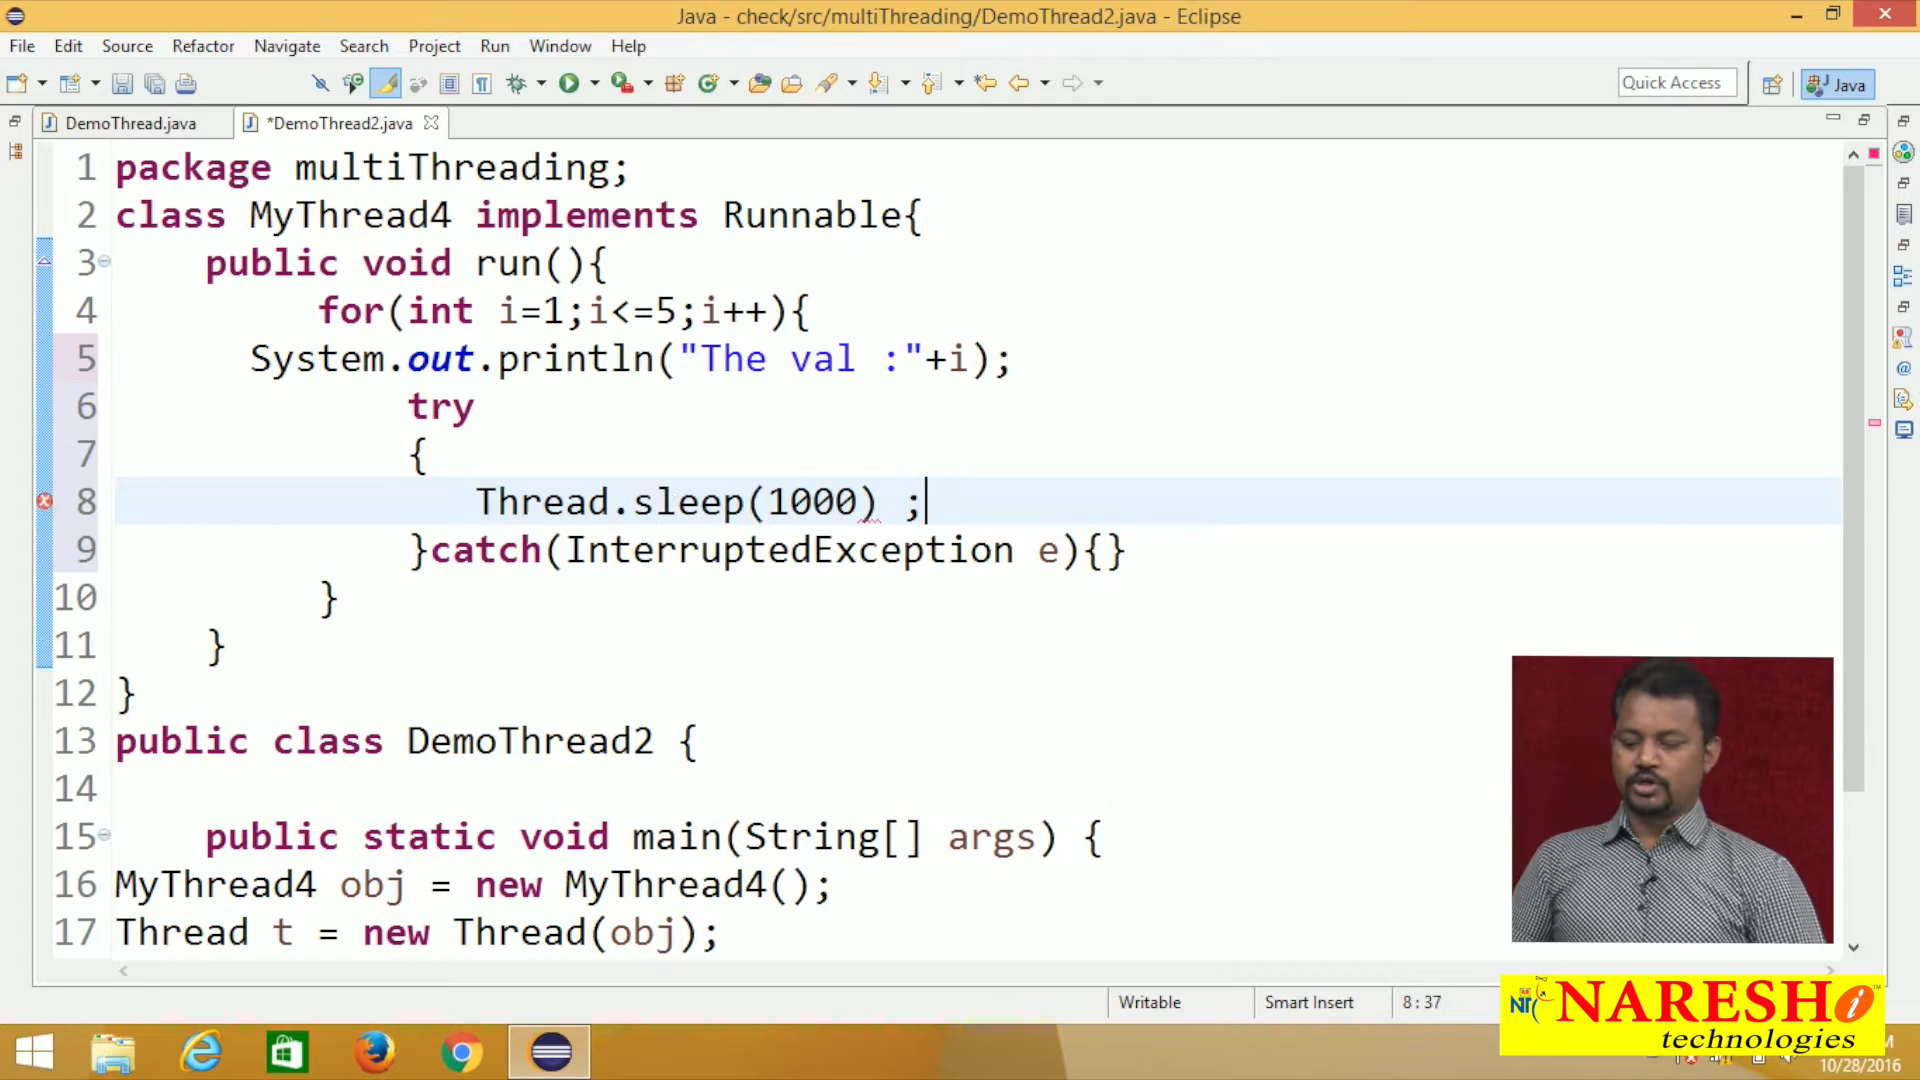 Java - check/src/multiThreading/DemoThread2.java - Eclipse
File Edit Source Refactor Navigate Search Project Run Window Help
Quick Access
Java
DemoThread.java
*DemoThread2.java
1 package multiThreading;
2 class MyThread4 implements Runnable{
3 public void run(){
4 for(int i=1;i<=5;i++){
5 System.out.println("The val :"+i);
6 try
7 {
8 Thread.sleep(1000) ;
9 }catch(InterruptedException e){}
10 }
11 }
12 }
13 public class DemoThread2 {
14
15 public static void main(String[] args) {
16 MyThread4 obj = new MyThread4();
17 Thread t = new Thread(obj);
Writable
Smart Insert
8 : 37
NARESH i
technologies
10/28/2016